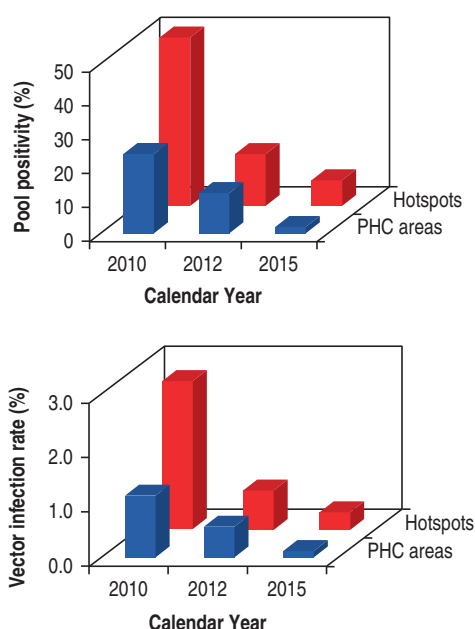 Pool positivity (%)
50
40
30
20
10
0
2010 2012 2015
Hotspots
PHC areas
Calendar Year
Vector infection rate (%)
3.0
2.0
1.0
0.0
2010 2012 2015
Hotspots
PHC areas
Calendar Year